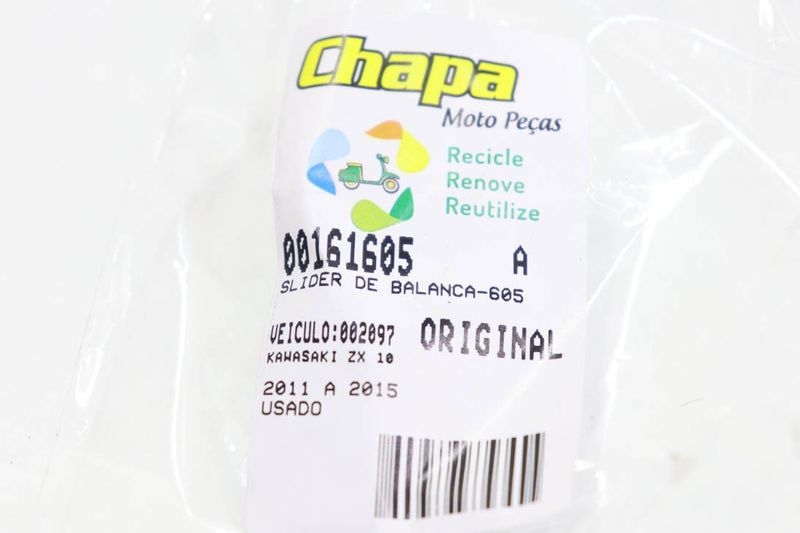 Chapa
Moto Peças
Recicle
Renove
Reutilize
00161605 A
SLIDER DE BALANCA-605
VEICULO:002097 ORIGINAL
KAWASAKI ZX 10
2011 A 2015
USADO